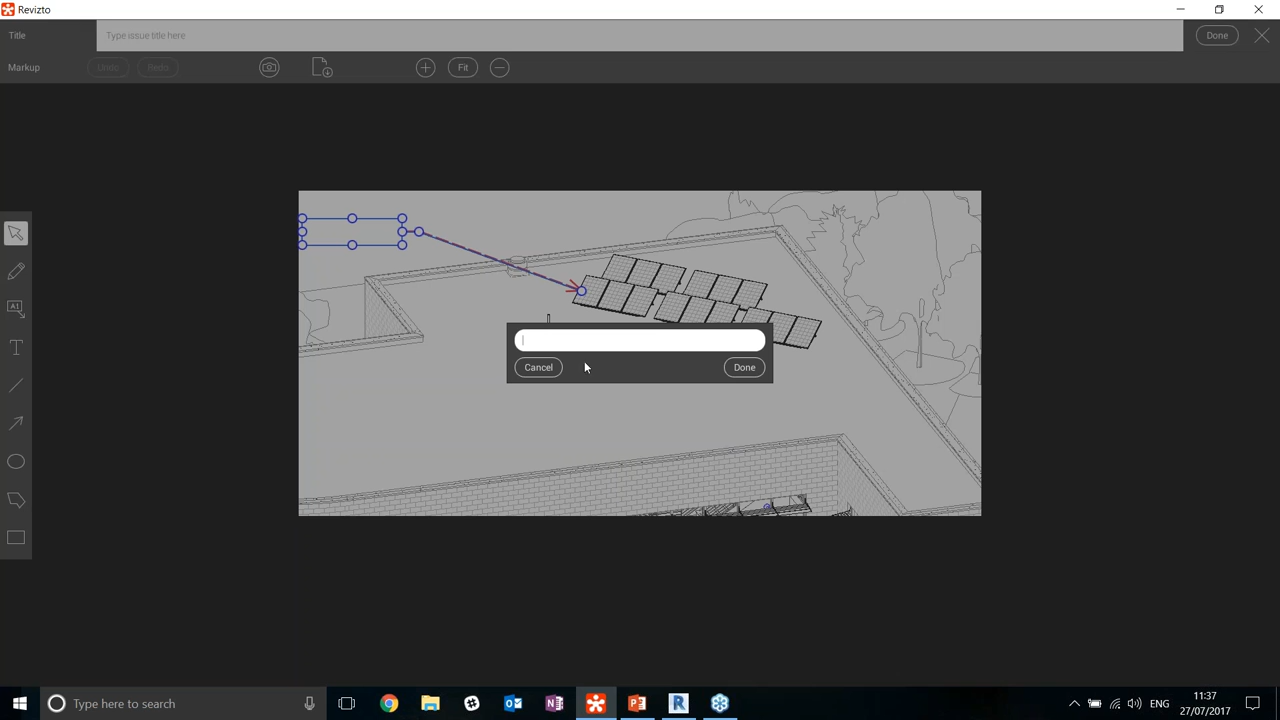 Revizto
Title
Type issue title here
Done
Markup
Undo
Redo
Fit
A1
T
Cancel
Done
Type here to search
ENG
11:37
27/07/2017